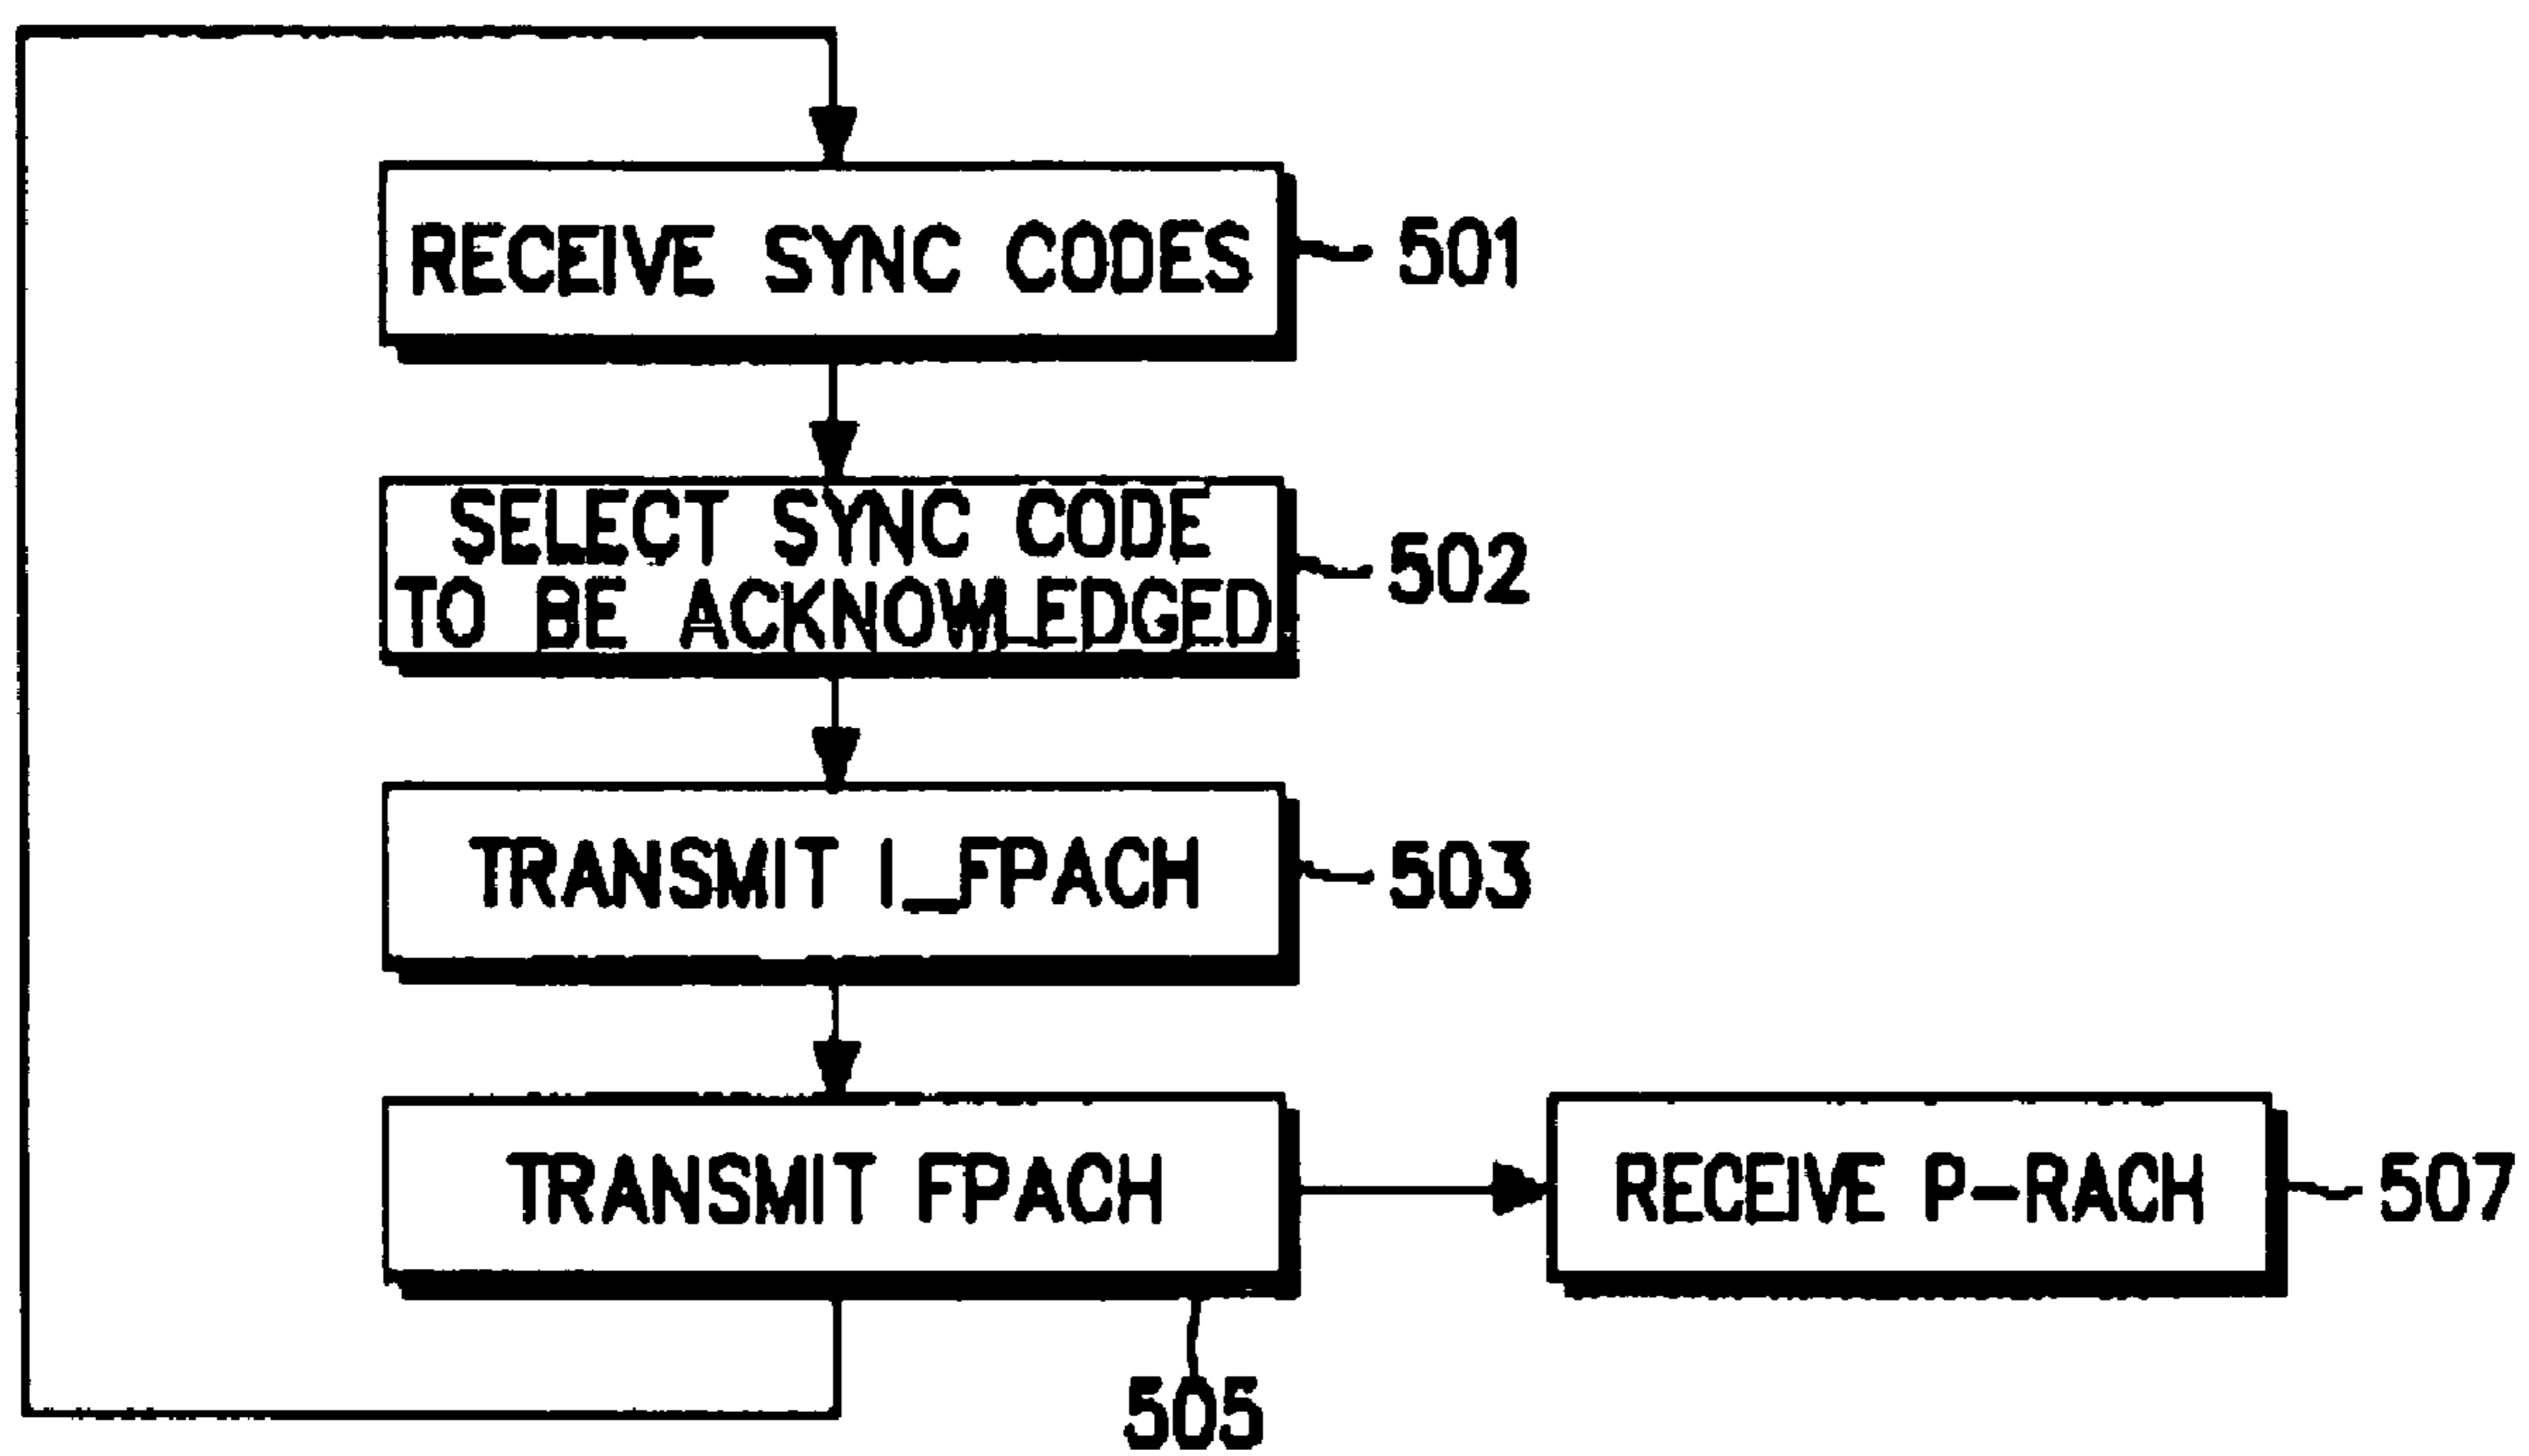 RECEIVE SYNC CODES
501
SELECT SYNC CODE
TO BE ACKNOWLEDGED
502
TRANSMIT I_FPACH
503
TRANSMIT FPACH
RECEIVE P-RACH
507
505